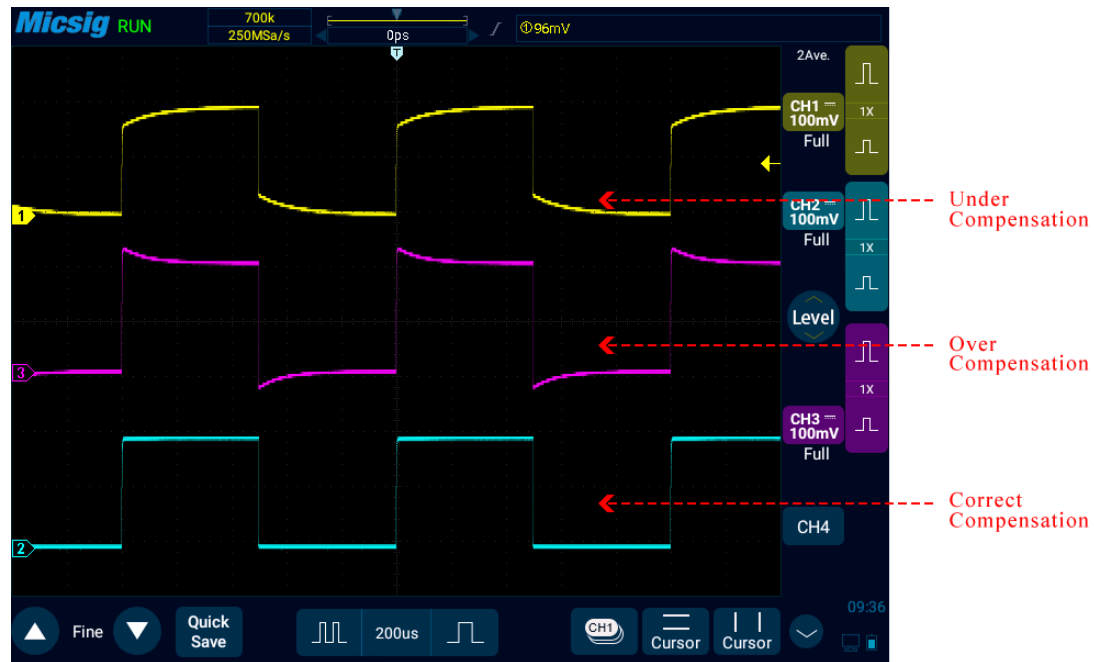 Micsig RUN
700k
250MSa/s
0ps
①96mV
T
2Ave.
CH1
100mV
Full
1X
1
CH2
100mV
Full
1X
Under
Compensation
Level
3
Over
Compensation
1X
CH3
100mV
Full
2
CH4
Correct
Compensation
09:36
Fine
Quick
Save
200us
CH1
Cursor
Cursor